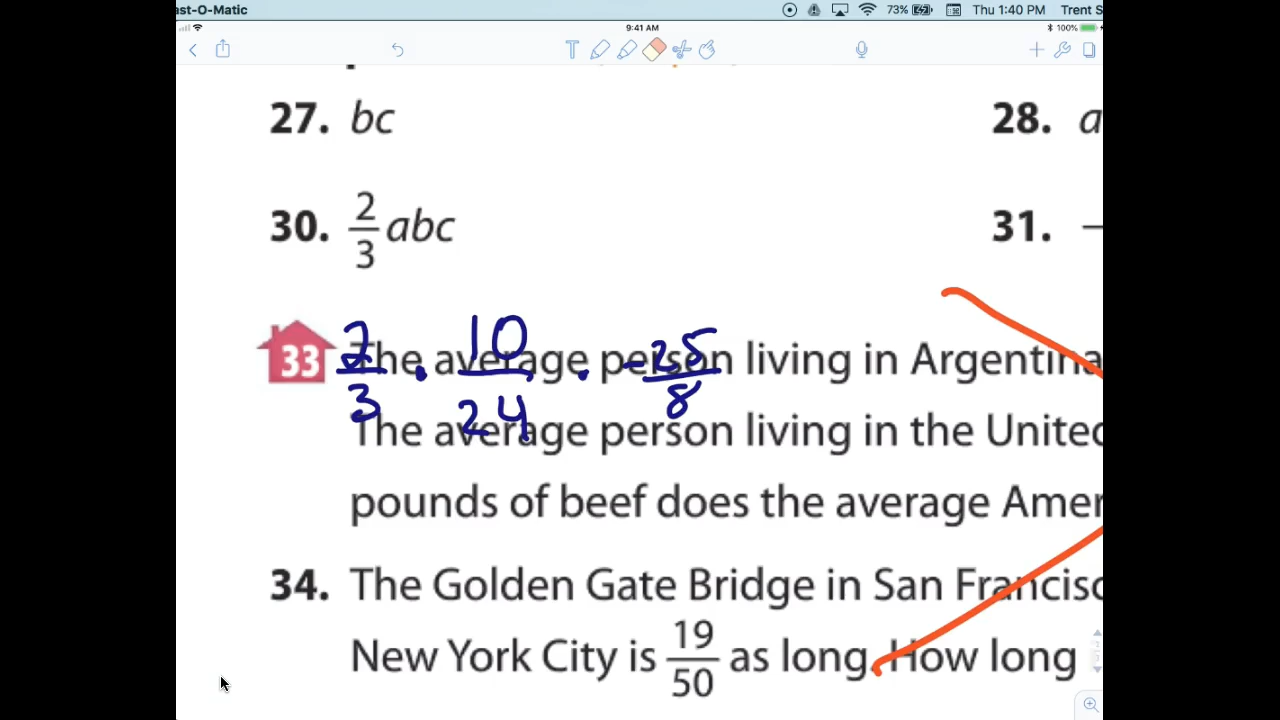 ast-O-Matic 73% Thu 1:40 PM Trent S
9:41 AM 100%
T
27. bc
28. a
30. 2/3 abc
31. –
2/3 · 10/24 · -25/8
33 The average person living in Argentina
The average person living in the United
pounds of beef does the average Amer
34. The Golden Gate Bridge in San Francisc
New York City is 19/50 as long. How long